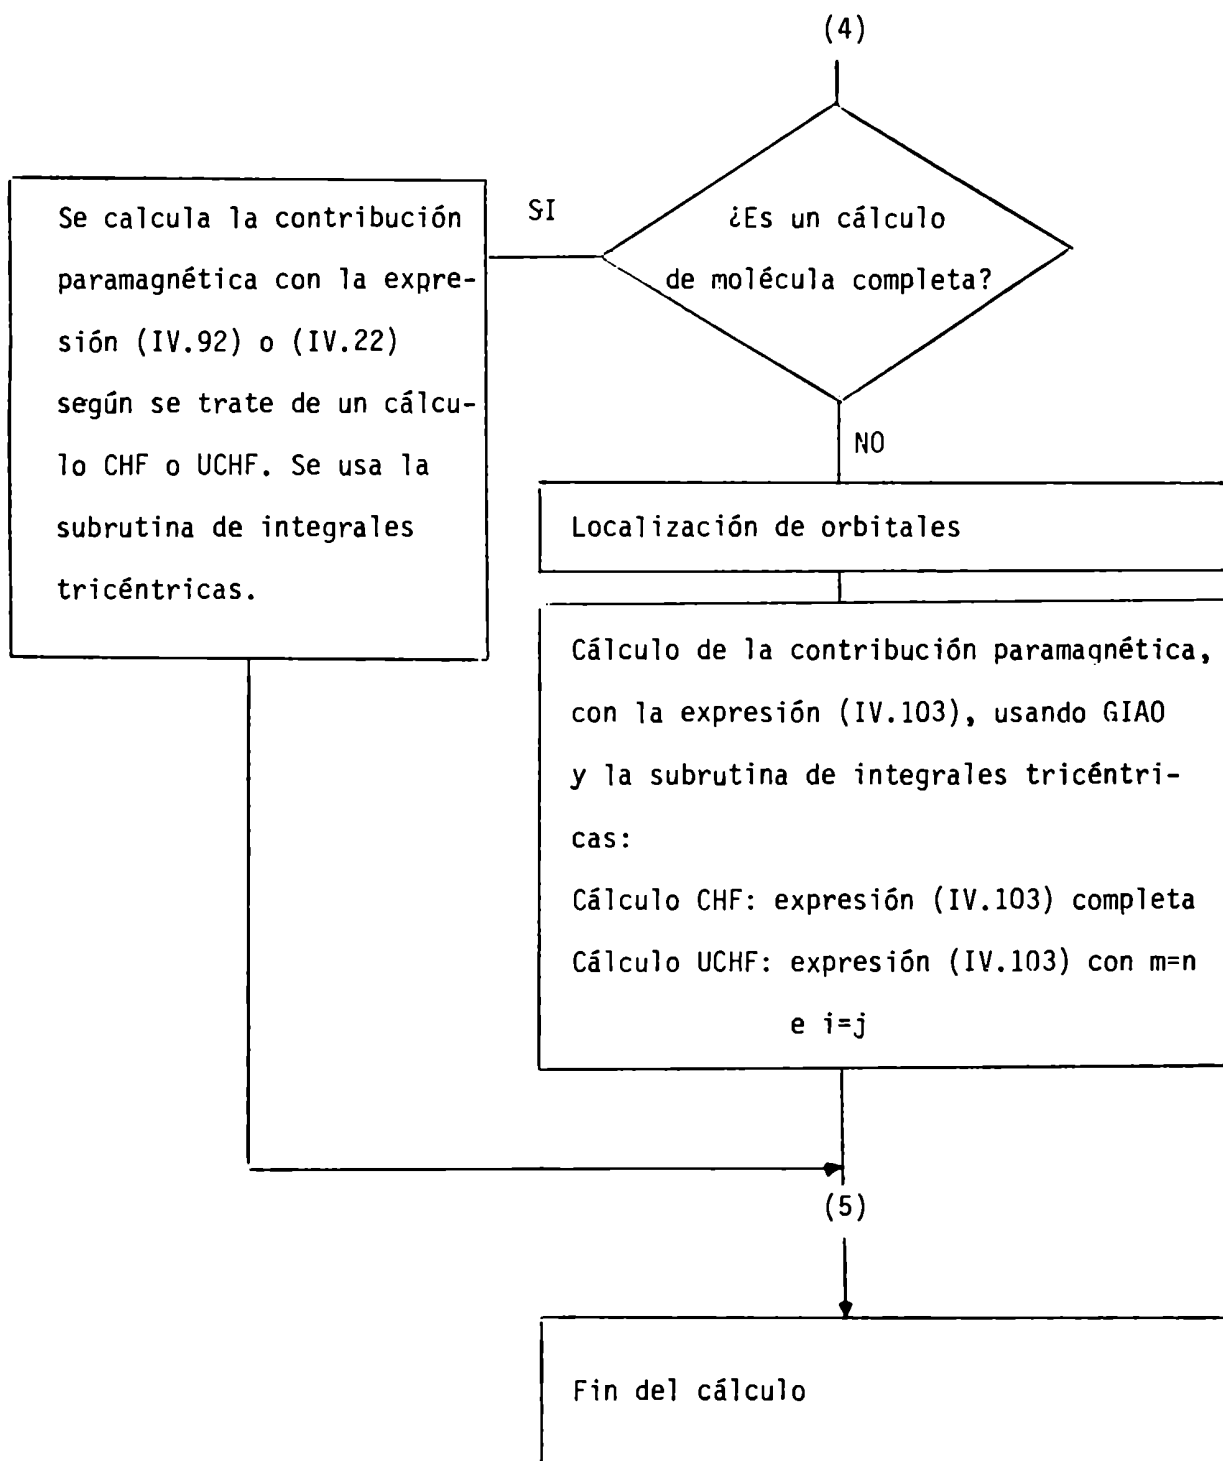 (4)
¿Es un cálculo
de molécula completa?
SI
Se calcula la contribución
paramagnética con la expre-
sión (IV.92) o (IV.22)
según se trate de un cálcu-
lo CHF o UCHF. Se usa la
subrutina de integrales
tricéntricas.
NO
Localización de orbitales
Cálculo de la contribución paramagnética,
con la expresión (IV.103), usando GIAO
y la subrutina de integrales tricéntri-
cas:
Cálculo CHF: expresión (IV.103) completa
Cálculo UCHF: expresión (IV.103) con m=n
e i=j
(5)
Fin del cálculo